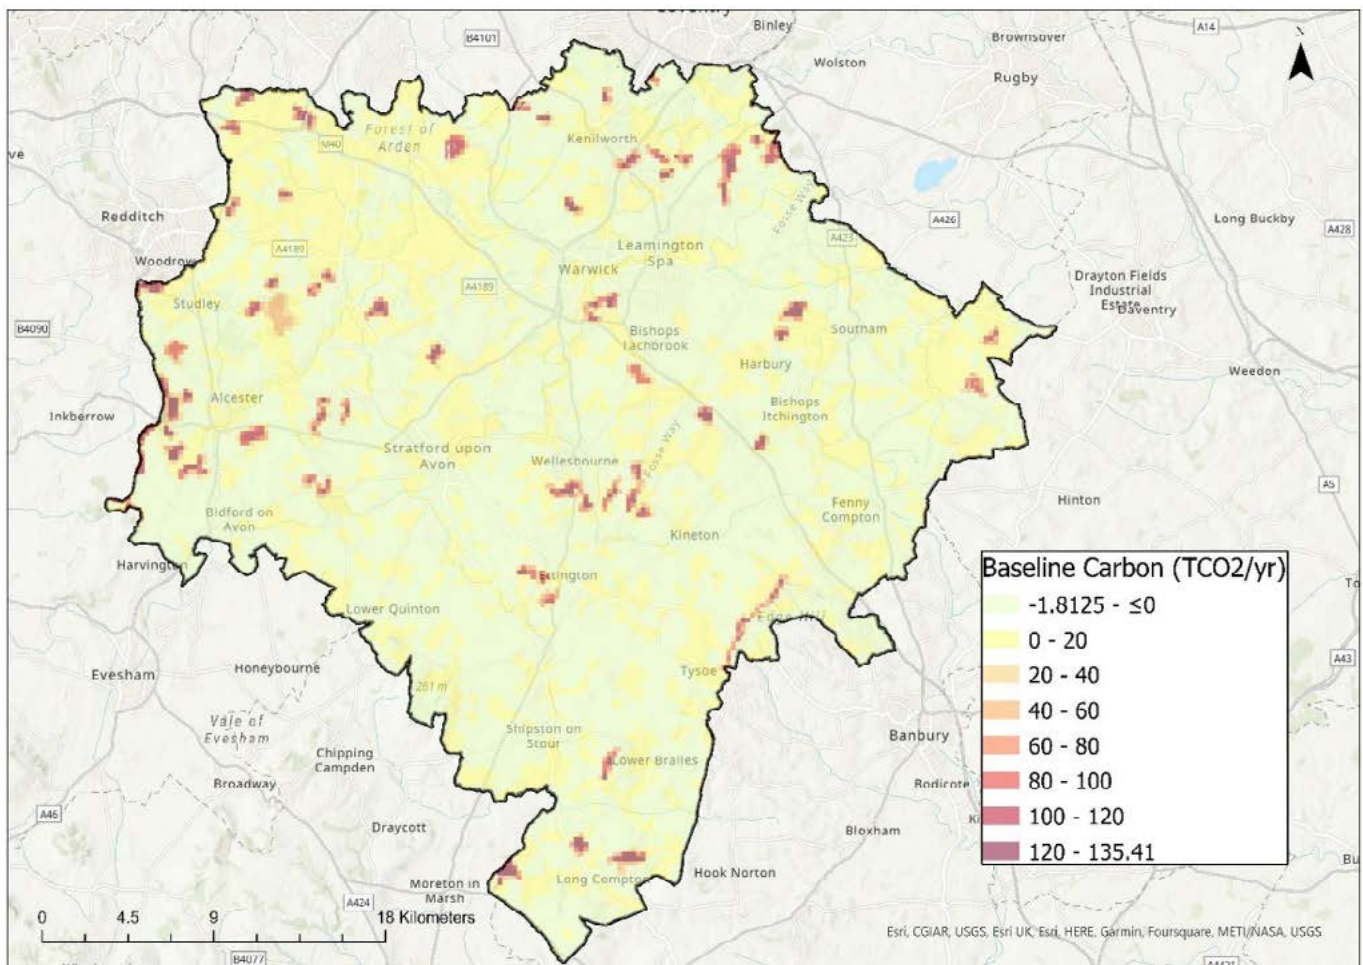 Binley
B4101
A14
Brownsover
Wolston
Rugby
N
Kenilworth
Forest of
Arden
M40
Fosse Way
Redditch
A426
Long Buckby
A428
A423
A4189
Leamington
Spa
Woodrow
Warwick
Drayton Fields
Industrial
Estate
Daventry
A4189
Studley
B4090
Bishops
Tachbrook
Southam
Harbury
Weedon
Alcester
Inkberrow
Bishops
Itchington
Stratford upon
Avon
Fosse Way
Wellesbourne
A5
Hinton
Bidford on
Avon
Fenny
Compton
Kineton
Harvington
Ettington
Lower Quinton
Edge Hill
Baseline Carbon (TCO2/yr)
-1.8125 - ≤0
0 - 20
20 - 40
40 - 60
60 - 80
80 - 100
100 - 120
120 - 135.41
A43
Evesham
Honeybourne
Tysoe
261 m
Vale of
Evesham
Shipston on
Stour
Banbury
Chipping
Campden
Lower Brailes
Broadway
Bodicote
A46
Draycott
Bloxham
Hook Norton
Long Compton
Moreton in
Marsh
A424
0 4.5 9 18 Kilometers
Esri, CGIAR, USGS, Esri UK, Esri, HERE, Garmin, Foursquare, METI/NASA, USGS
B4077